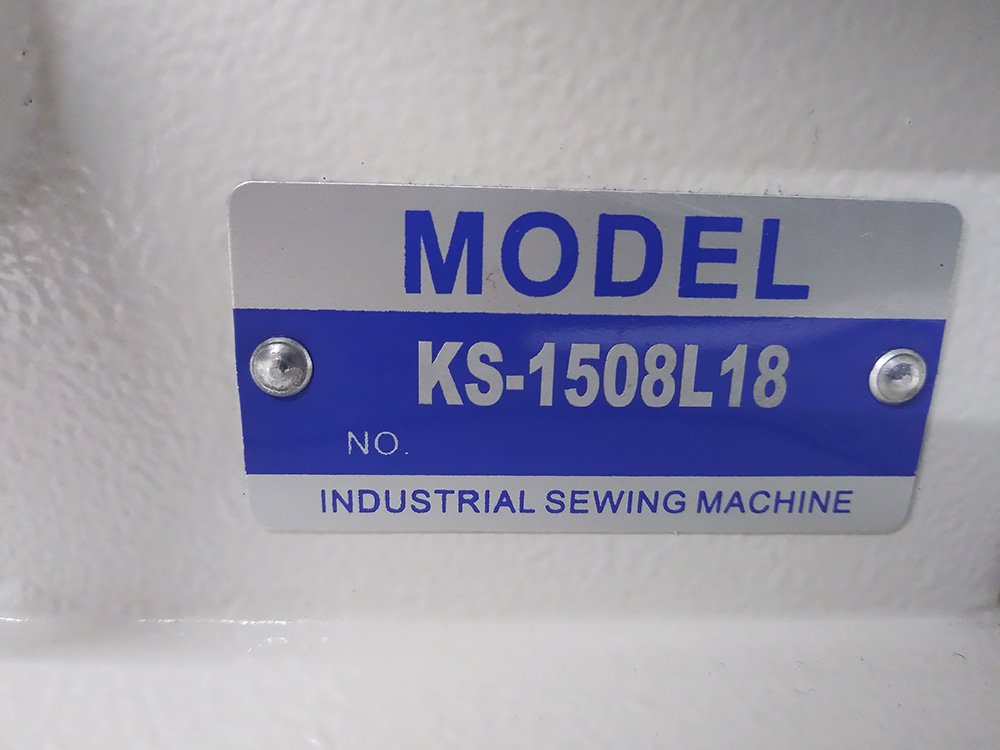 MODEL
KS-1508L18
NO.
INDUSTRIAL SEWING MACHINE